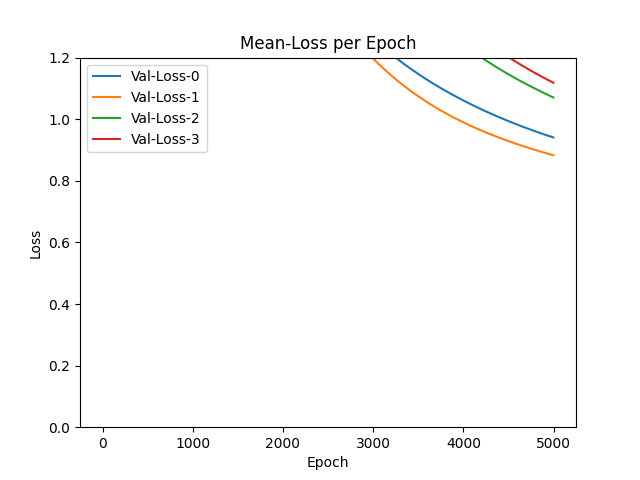 Mean-Loss per Epoch
Val-Loss-0
Val-Loss-1
Val-Loss-2
Val-Loss-3
Loss
1.2
1.0
0.8
0.6
0.4
0.2
0.0
0 1000 2000 3000 4000 5000
Epoch